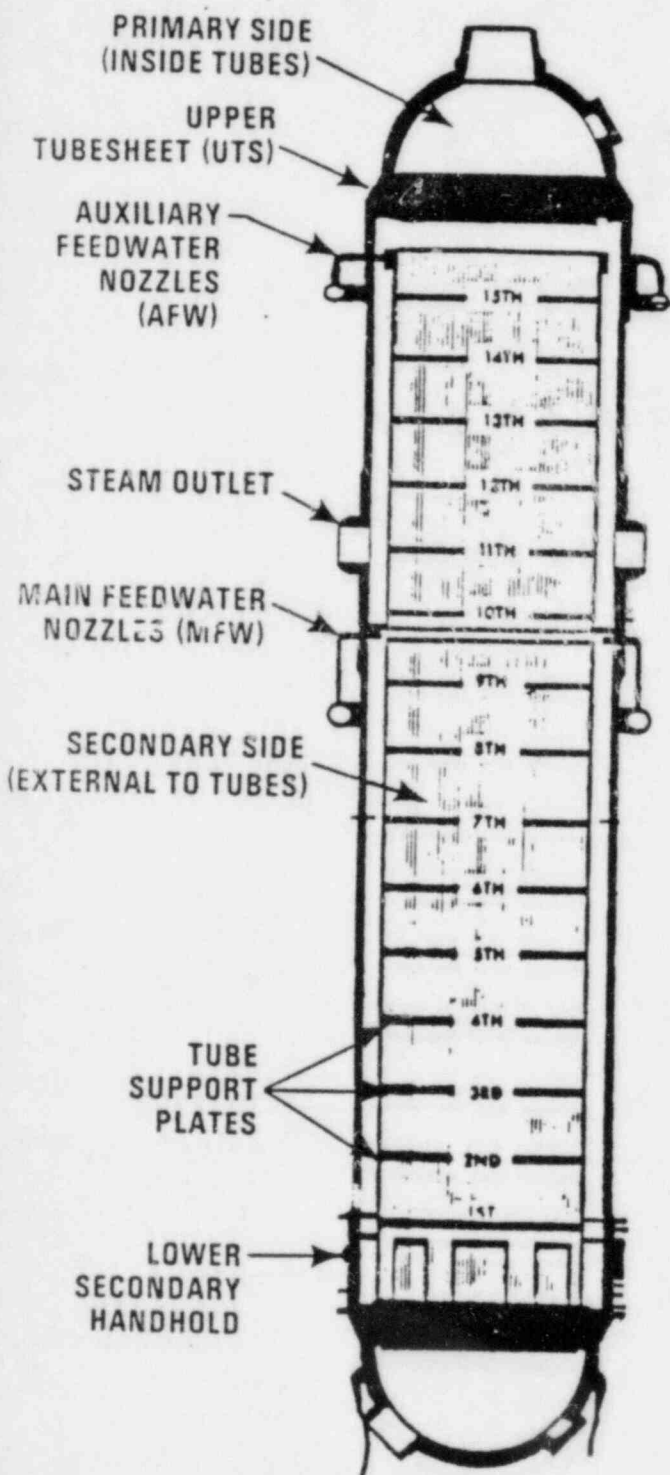 PRIMARY SIDE
(INSIDE TUBES)
UPPER
TUBESHEET (UTS)
AUXILIARY
FEEDWATER
NOZZLES
(AFW)
15TH
14TH
13TH
12TH
STEAM OUTLET
11TH
MAIN FEEDWATER
NOZZLES (MFW)
10TH
9TH
SECONDARY SIDE
(EXTERNAL TO TUBES)
8TH
7TH
6TH
5TH
4TH
TUBE
SUPPORT
PLATES
3RD
2ND
1ST
LOWER
SECONDARY
HANDHOLD